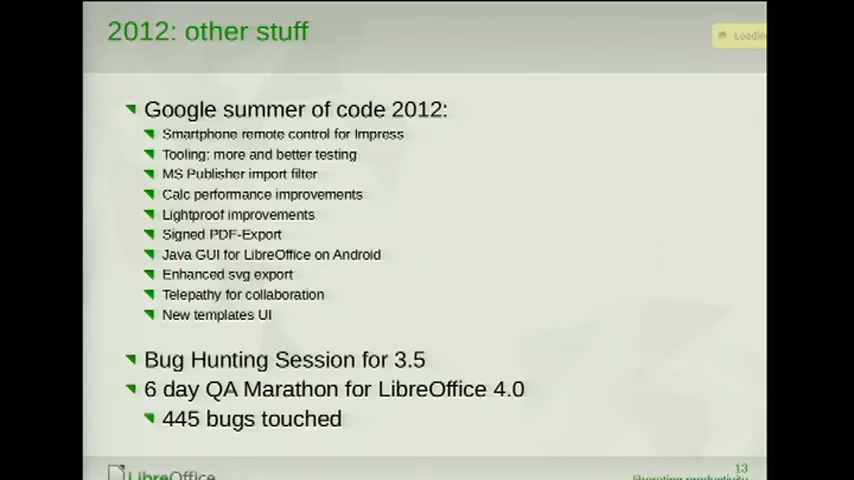 2012: other stuff
Loading
Google summer of code 2012:
Smartphone remote control for Impress
Tooling: more and better testing
MS Publisher import filter
Calc performance improvements
Lightproof improvements
Signed PDF-Export
Java GUI for LibreOffice on Android
Enhanced svg export
Telepathy for collaboration
New templates UI
Bug Hunting Session for 3.5
6 day QA Marathon for LibreOffice 4.0
445 bugs touched
13
LibreOffice
liberating productivity